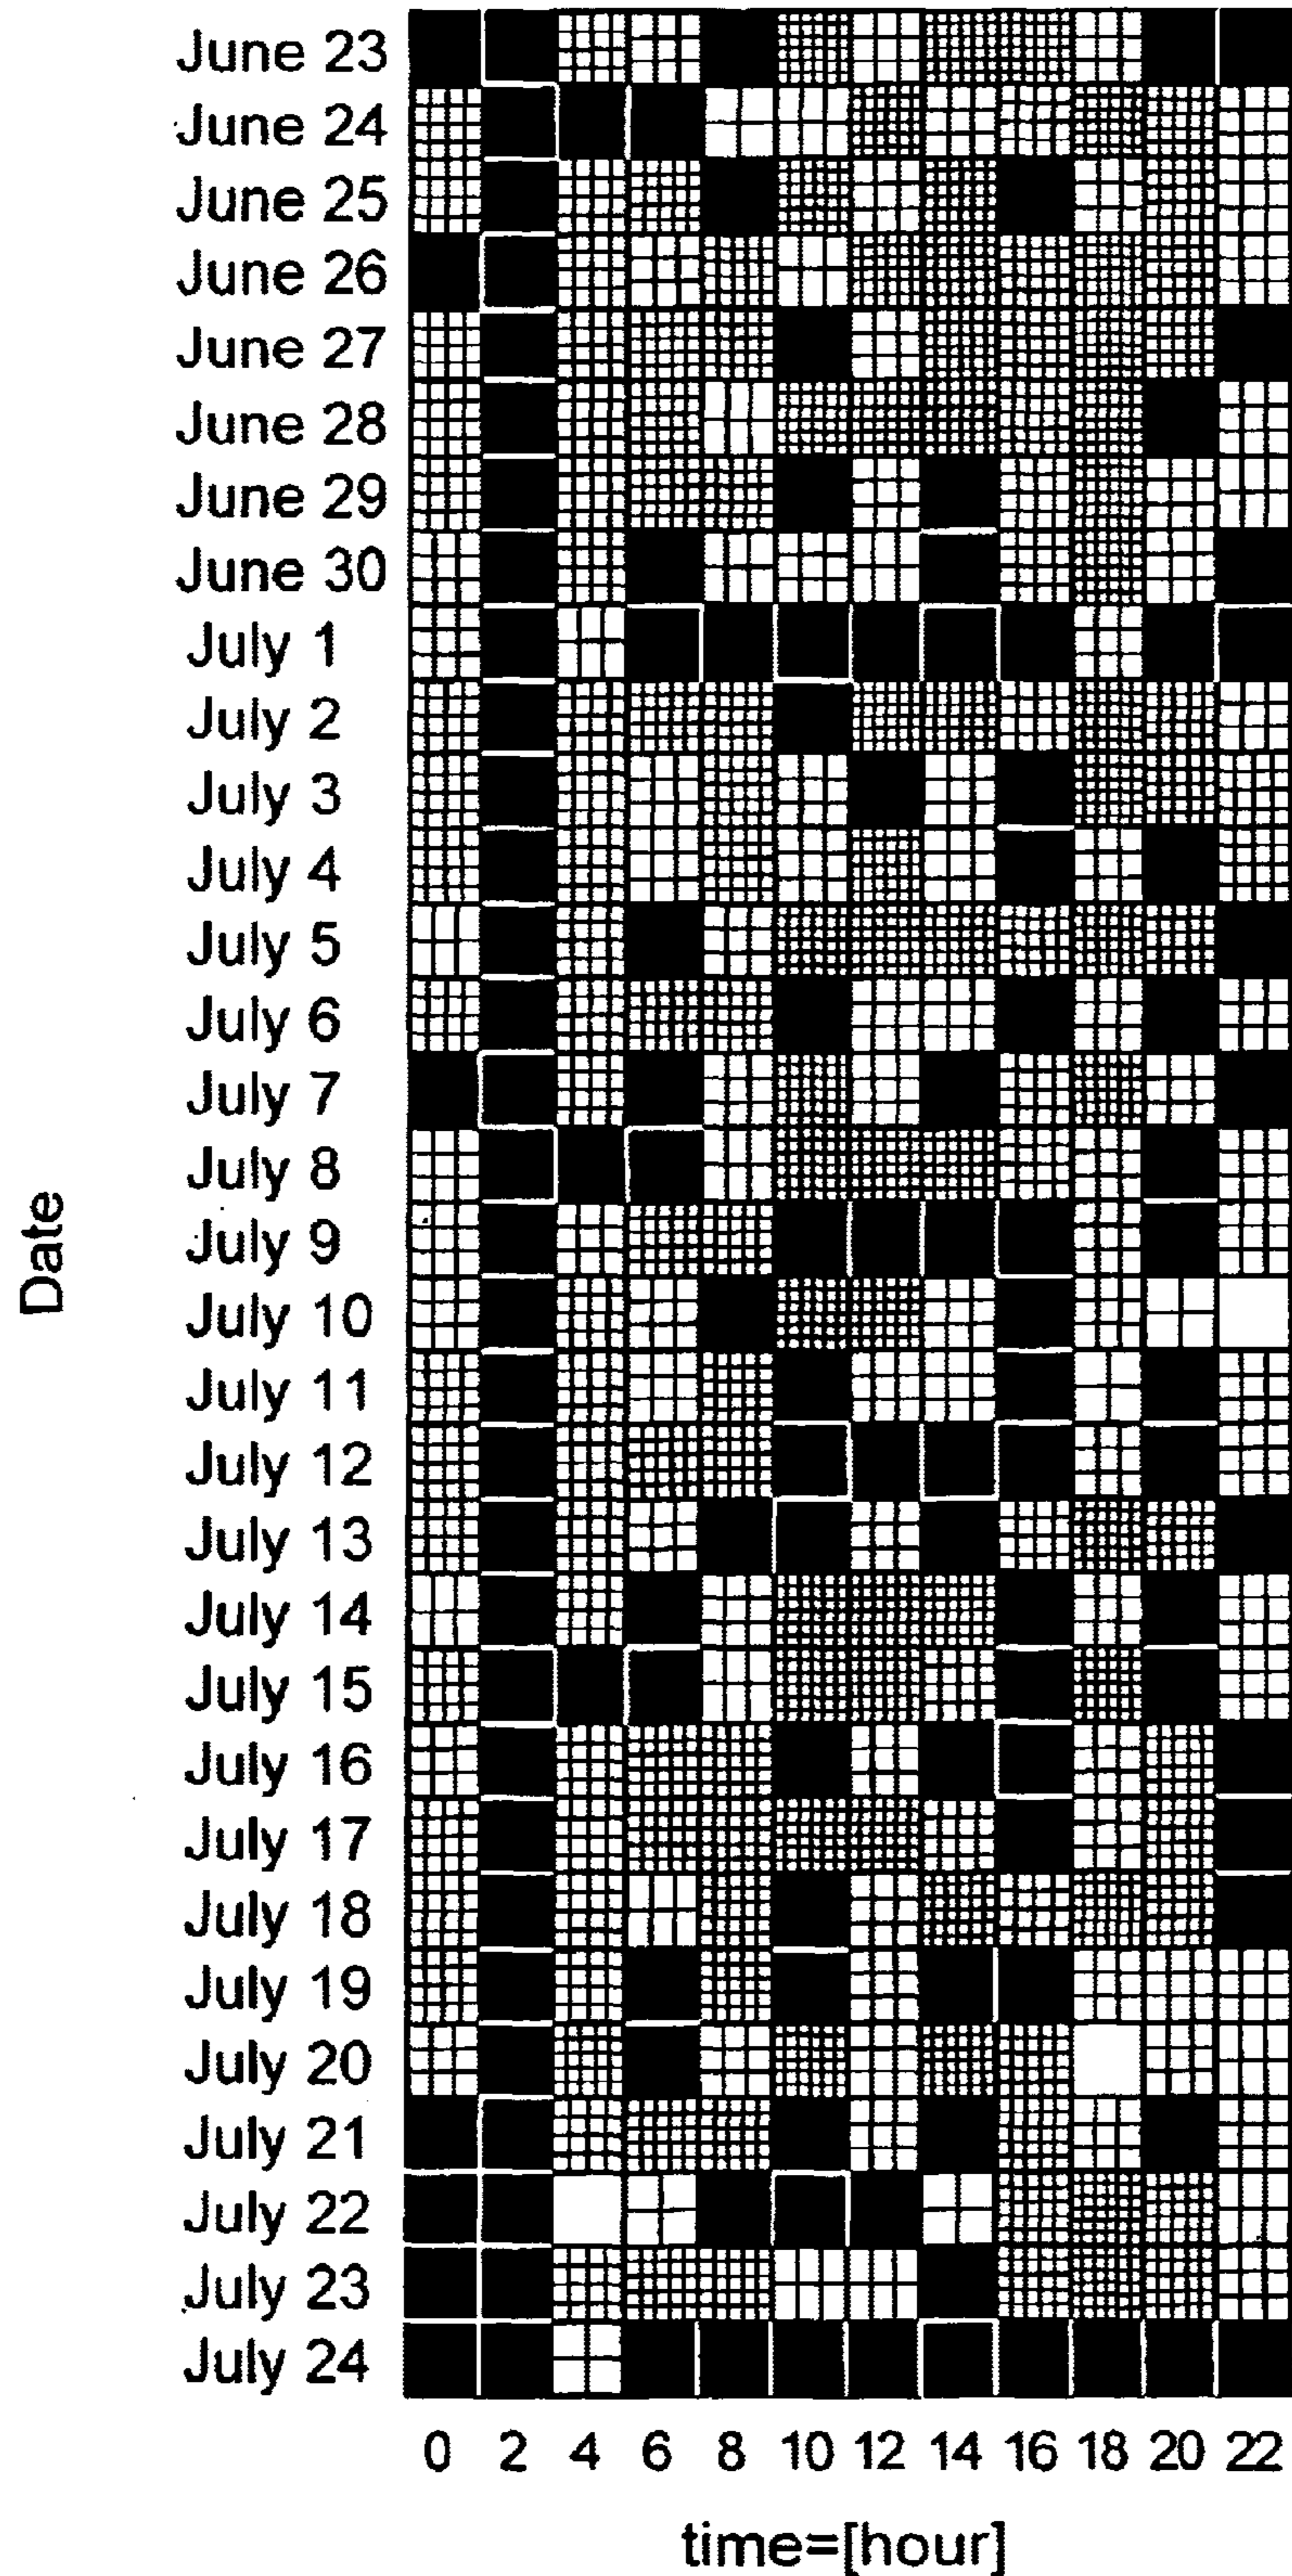 June 23
June 24
June 25
June 26
June 27
June 28
June 29
June 30
July 1
July 2
July 3
July 4
July 5
July 6
July 7
July 8
July 9
July 10
July 11
July 12
July 13
July 14
July 15
July 16
July 17
July 18
July 19
July 20
July 21
July 22
July 23
July 24
Date
0 2 4 6 8 10 12 14 16 18 20 22
time=[hour]